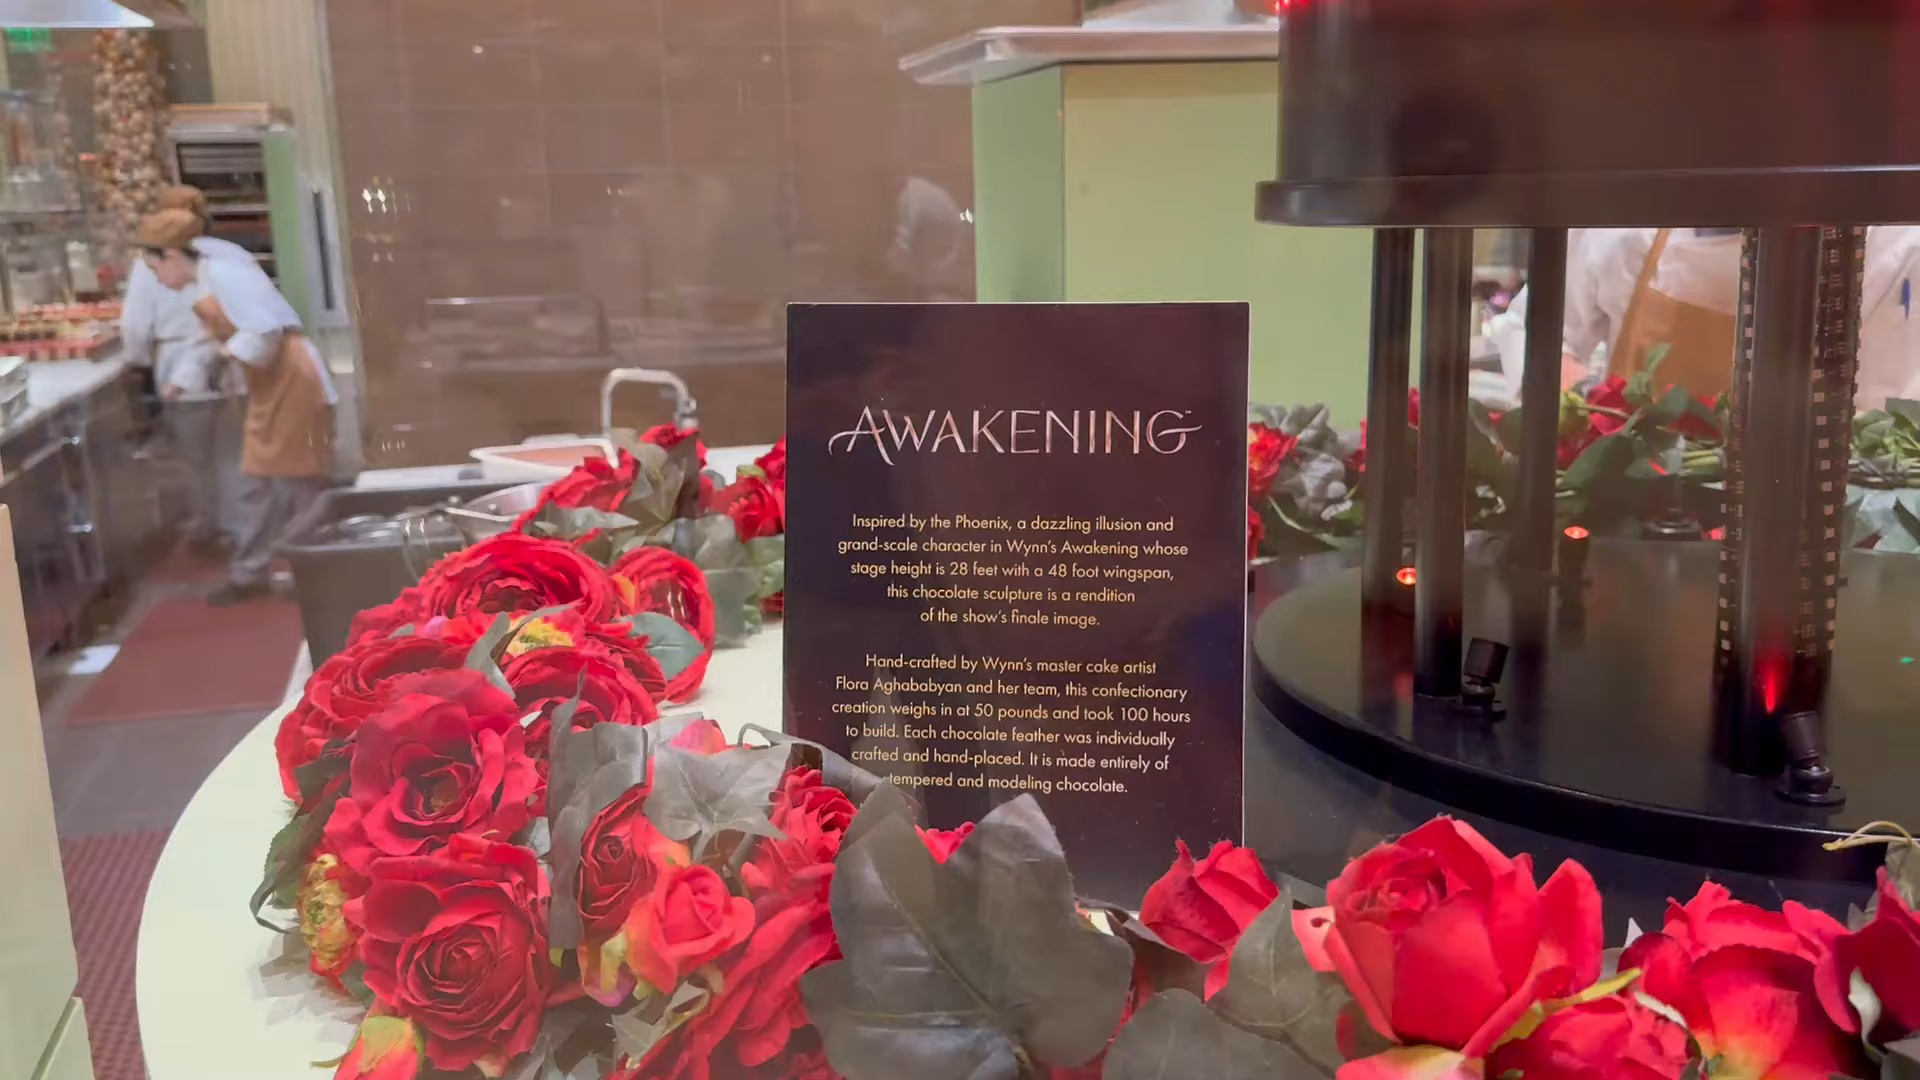 AWAKENING™
Inspired by the Phoenix, a dazzling illusion and
grand-scale character in Wynn's Awakening whose
stage height is 28 feet with a 48 foot wingspan,
this chocolate sculpture is a rendition
of the show's finale image.
Hand-crafted by Wynn's master cake artist
Flora Aghababyan and her team, this confectionary
creation weighs in at 50 pounds and took 100 hours
to build. Each chocolate feather was individually
crafted and hand-placed. It is made entirely of
tempered and modeling chocolate.